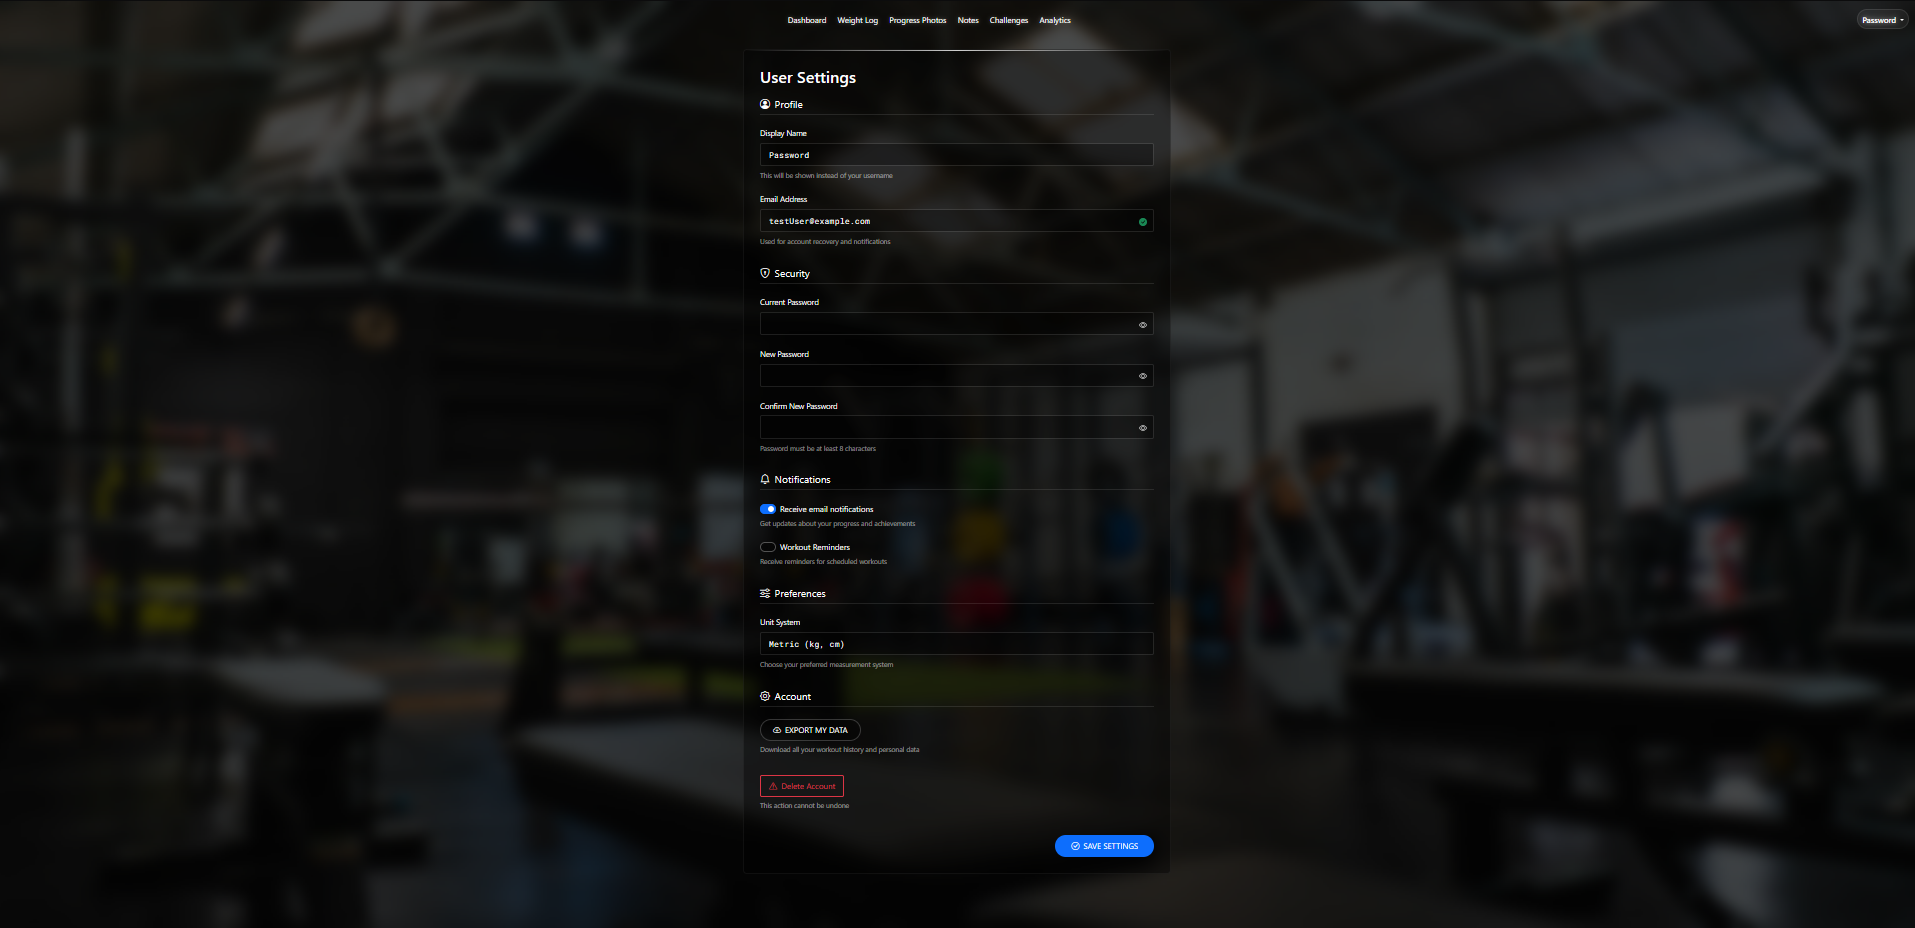 Dashboard Weight Log Progress Photos Notes Challenges Analytics Password
User Settings
Profile
Display Name
Password
This will be shown instead of your username
Email Address
testUser@example.com
Used for account recovery and notifications
Security
Current Password
New Password
Confirm New Password
Password must be at least 8 characters
Notifications
Receive email notifications
Get updates about your progress and achievements
Workout Reminders
Receive reminders for scheduled workouts
Preferences
Unit System
Metric (kg, cm)
Choose your preferred measurement system
Account
EXPORT MY DATA
Download all your workout history and personal data
Delete Account
This action cannot be undone
SAVE SETTINGS